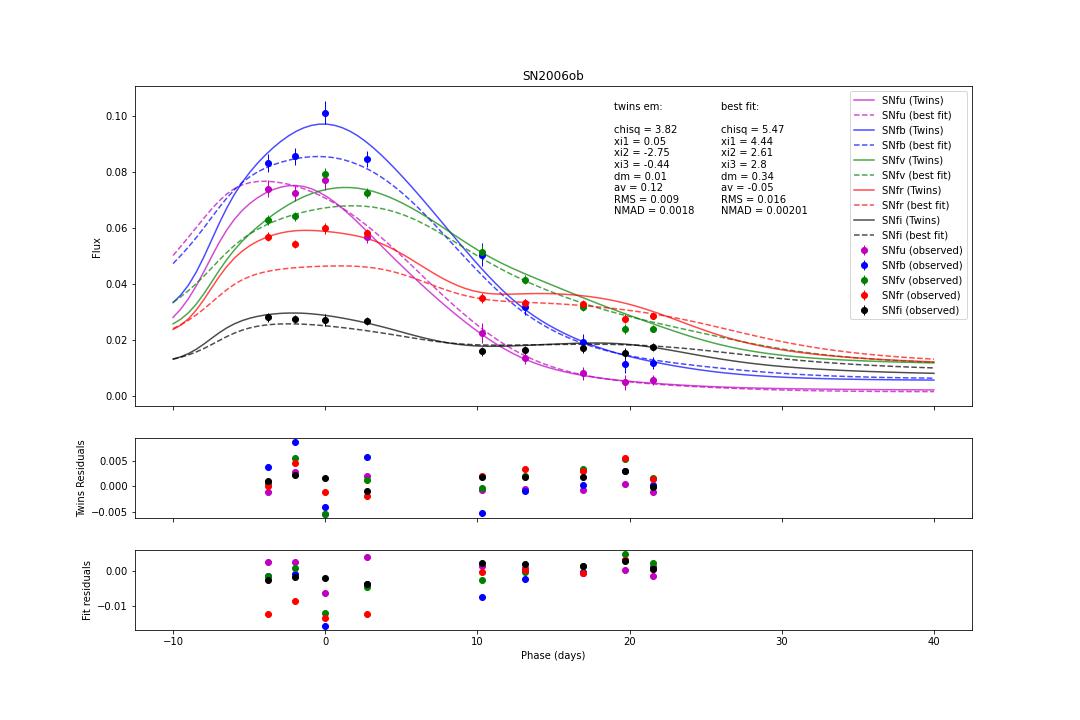 SN2006ob
0.10
0.08
0.06
0.04
0.02
0.00
Flux
twins em:
chisq = 3.82
xi1 = 0.05
xi2 = -2.75
xi3 = -0.44
dm = 0.01
av = 0.12
RMS = 0.009
NMAD = 0.0018
best fit:
chisq = 5.47
xi1 = 4.44
xi2 = 2.61
xi3 = 2.8
dm = 0.34
av = -0.05
RMS = 0.016
NMAD = 0.00201
SNfu (Twins)
SNfu (best fit)
SNfb (Twins)
SNfb (best fit)
SNfv (Twins)
SNfv (best fit)
SNfr (Twins)
SNfr (best fit)
SNfi (Twins)
SNfi (best fit)
SNfu (observed)
SNfb (observed)
SNfv (observed)
SNfr (observed)
SNfi (observed)
0.005
0.000
−0.005
Twins Residuals
0.00
−0.01
Fit residuals
−10
0
10
20
30
40
Phase (days)